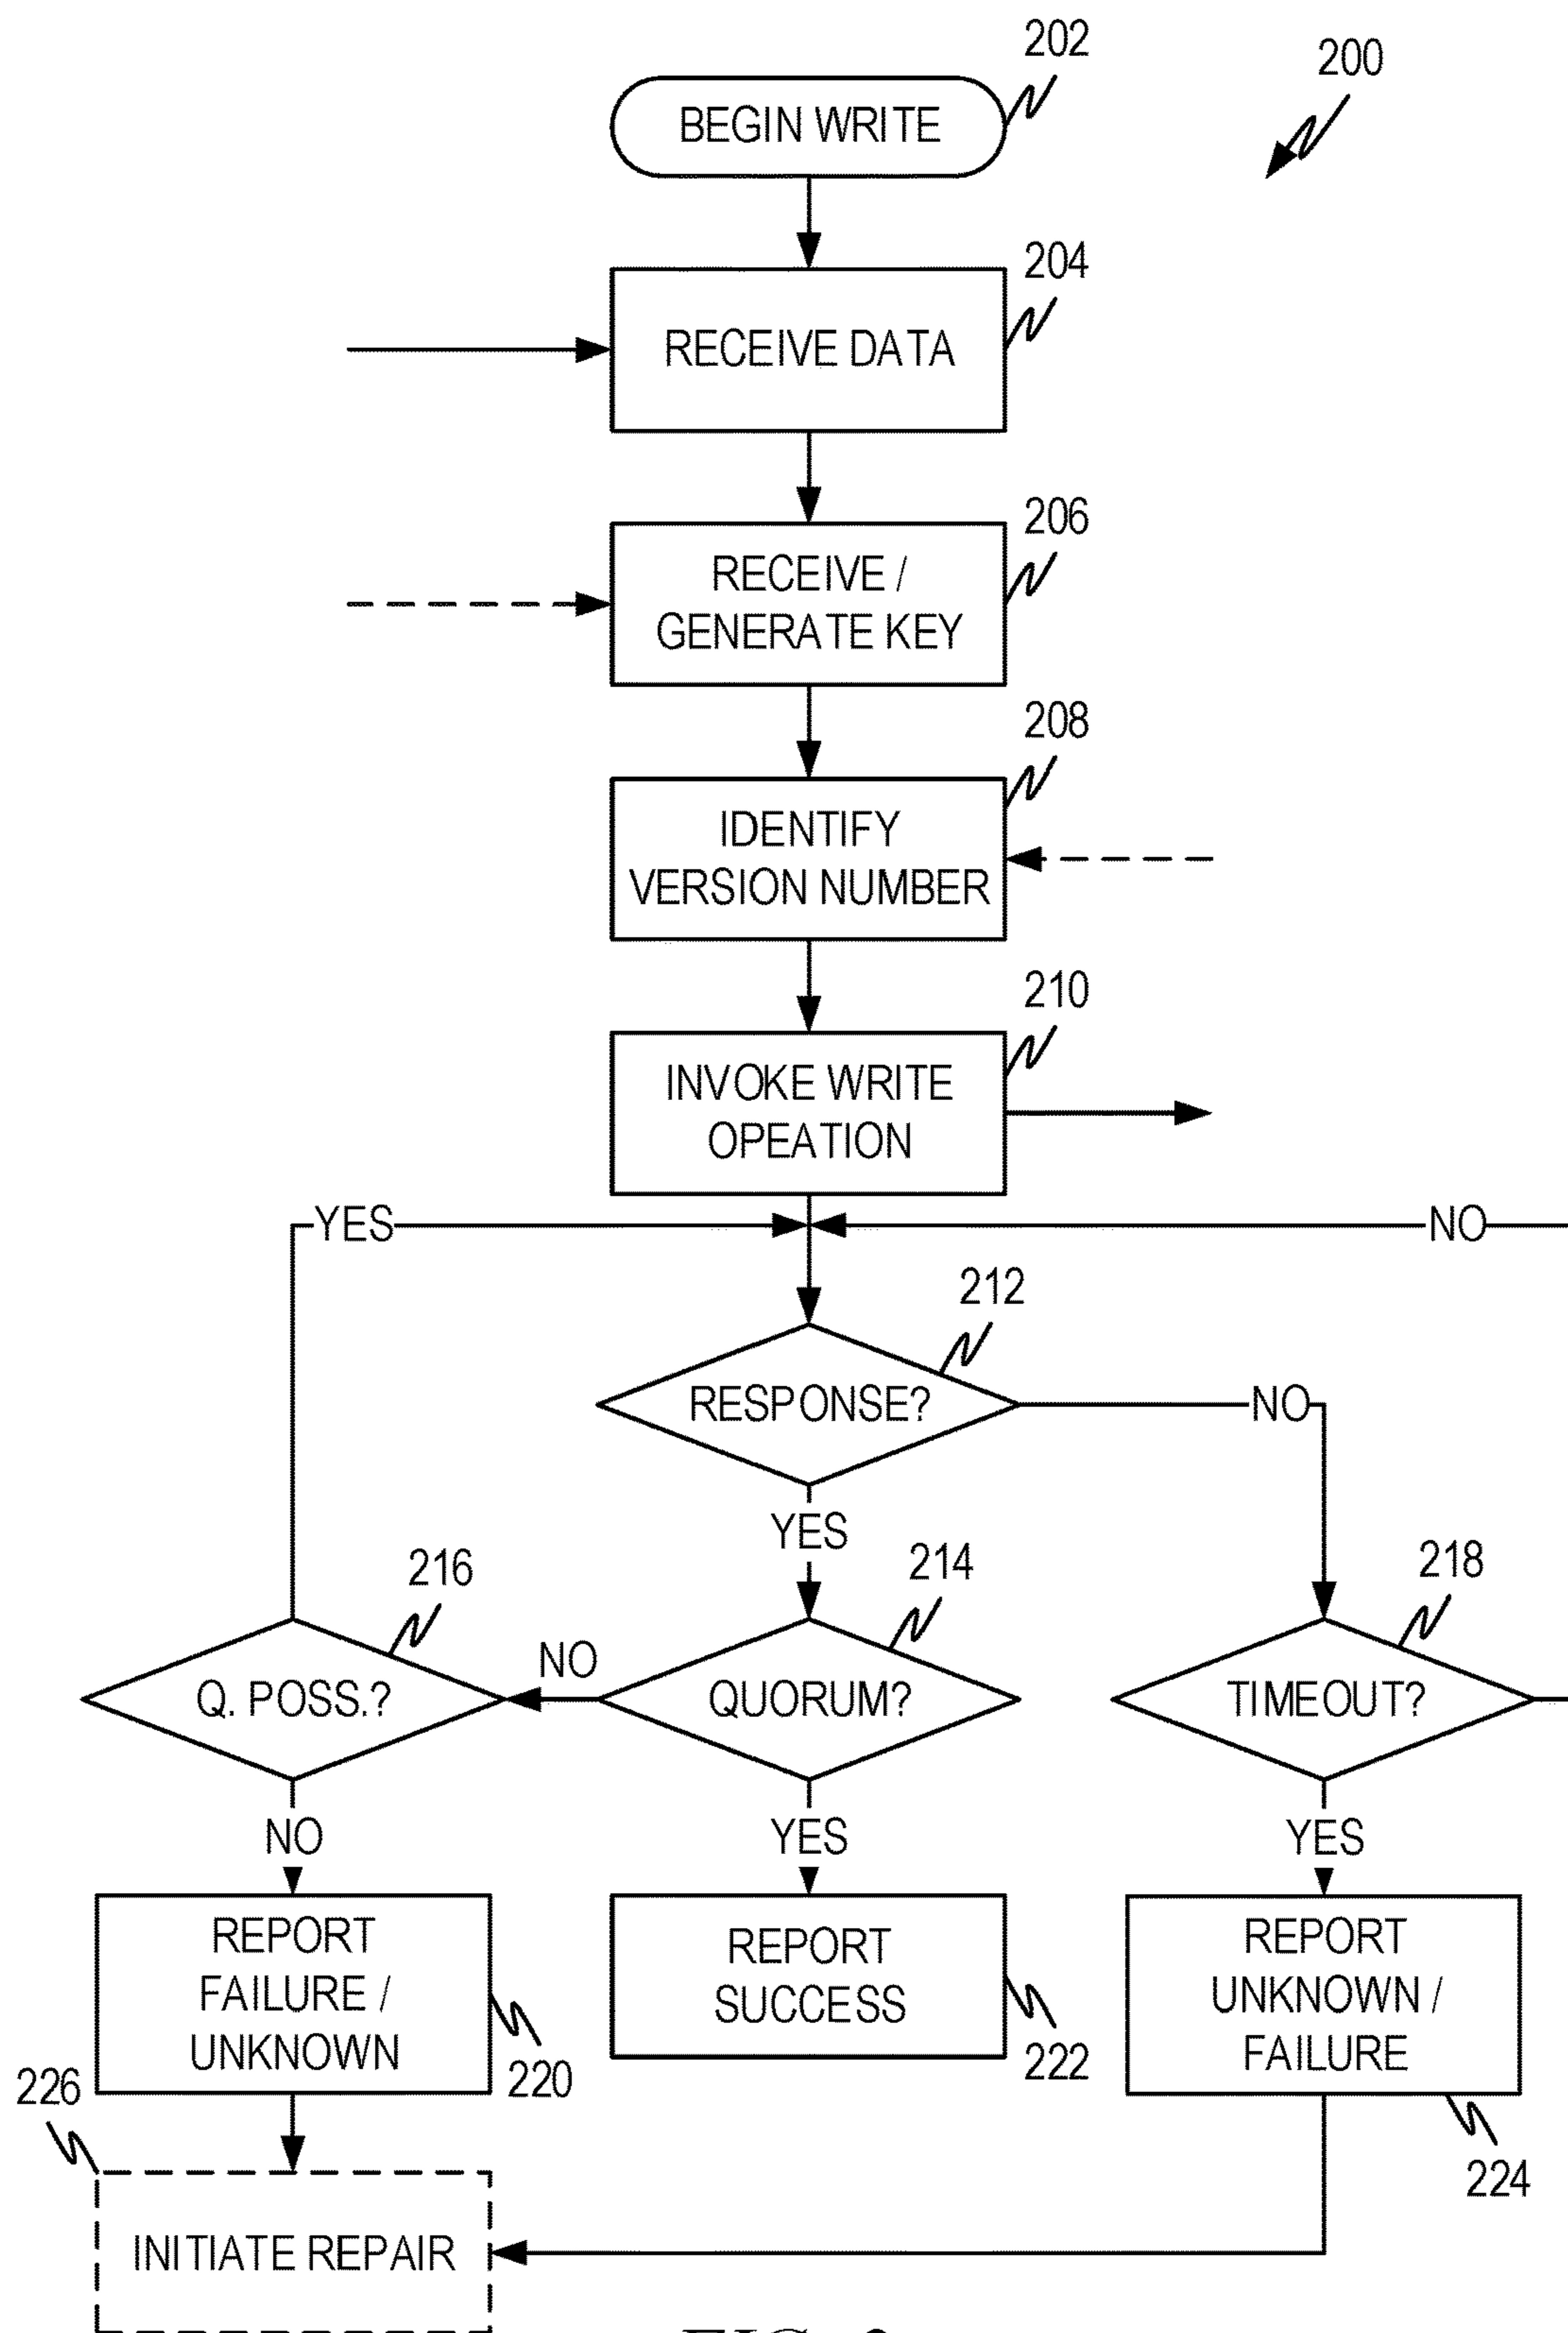 202
200
BEGIN WRITE
204
RECEIVE DATA
206
RECEIVE /
GENERATE KEY
208
IDENTIFY
VERSION NUMBER
210
INVOKE WRITE
OPEATION
YES
NO
212
RESPONSE?
NO
YES
216
214
218
NO
Q. POSS.?
QUORUM?
TIMEOUT?
NO
YES
YES
REPORT
FAILURE /
UNKNOWN
REPORT
SUCCESS
REPORT
UNKNOWN /
FAILURE
226
220
222
224
INITIATE REPAIR